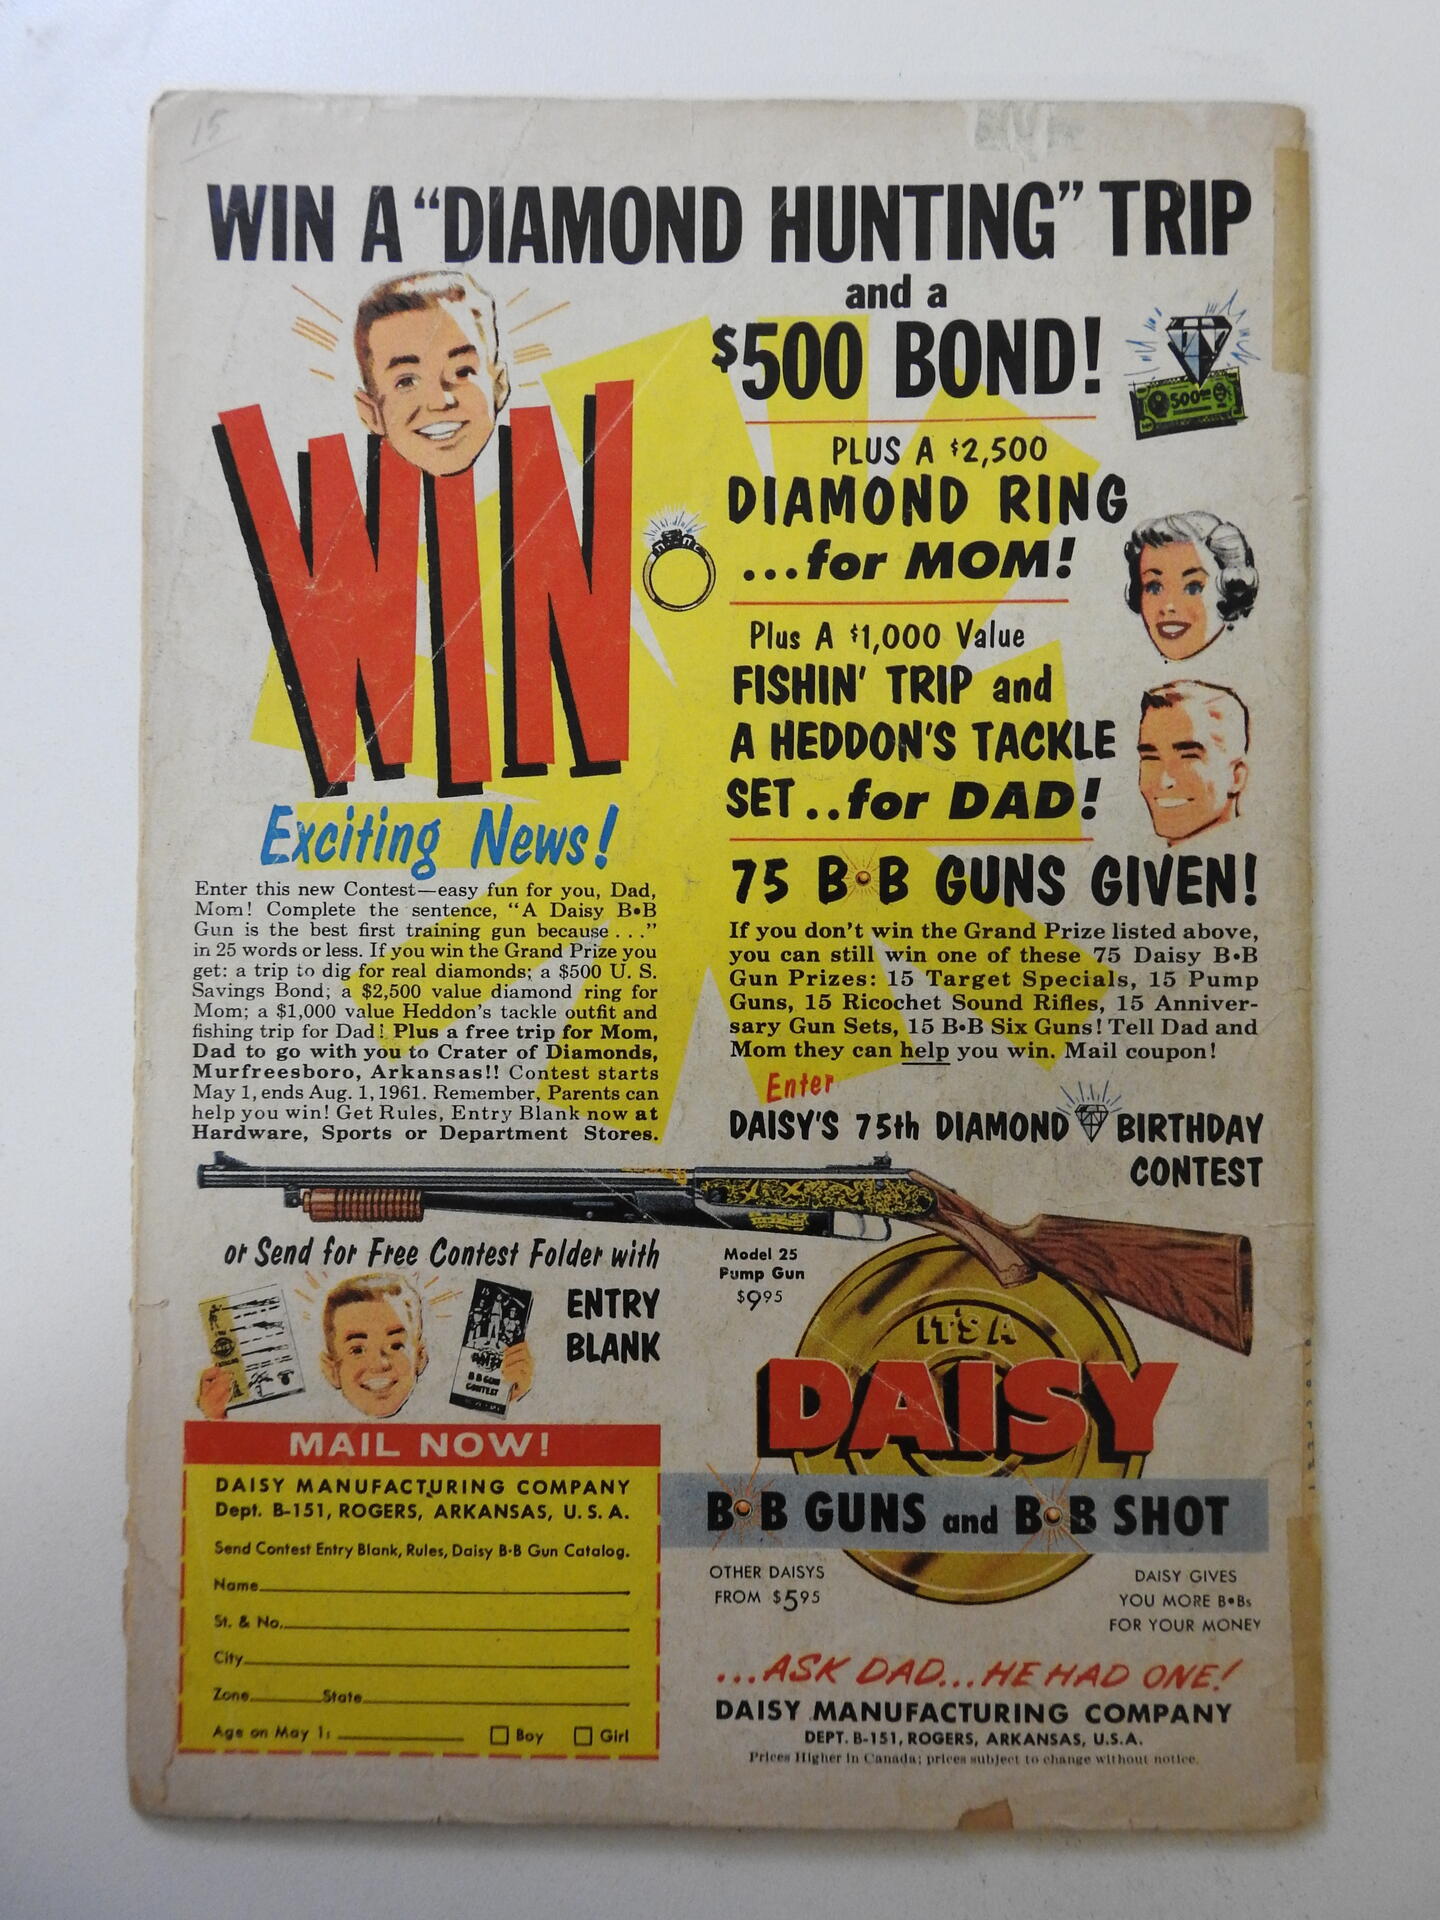 15
WIN A "DIAMOND HUNTING" TRIP
and a
$500 BOND!
500
PLUS A $2,500
DIAMOND RING
...for MOM!
Plus A $1,000 Value
FISHIN' TRIP and
A HEDDON'S TACKLE
SET..for DAD!
WIN
Exciting News!
Enter this new Contest—easy fun for you, Dad,
Mom! Complete the sentence, "A Daisy B•B
Gun is the best first training gun because . . ."
in 25 words or less. If you win the Grand Prize you
get: a trip to dig for real diamonds; a $500 U. S.
Savings Bond; a $2,500 value diamond ring for
Mom; a $1,000 value Heddon's tackle outfit and
fishing trip for Dad! Plus a free trip for Mom,
Dad to go with you to Crater of Diamonds,
Murfreesboro, Arkansas!! Contest starts
May 1, ends Aug. 1, 1961. Remember, Parents can
help you win! Get Rules, Entry Blank now at
Hardware, Sports or Department Stores.
75 B•B GUNS GIVEN!
If you don't win the Grand Prize listed above,
you can still win one of these 75 Daisy B•B
Gun Prizes: 15 Target Specials, 15 Pump
Guns, 15 Ricochet Sound Rifles, 15 Anniver-
sary Gun Sets, 15 B•B Six Guns! Tell Dad and
Mom they can help you win. Mail coupon!
Enter
DAISY'S 75th DIAMOND BIRTHDAY
CONTEST
or Send for Free Contest Folder with
ENTRY
BLANK
B B GUN
CONTEST
Model 25
Pump Gun
$9.95
IT'S A
DAISY
B•B GUNS and B•B SHOT
OTHER DAISYS
FROM $5.95
DAISY GIVES
YOU MORE B•Bs
FOR YOUR MONEY
MAIL NOW!
DAISY MANUFACTURING COMPANY
Dept. B-151, ROGERS, ARKANSAS, U. S. A.
Send Contest Entry Blank, Rules, Daisy B•B Gun Catalog.
Name
St. & No.
City
Zone State
Age on May 1: Boy Girl
...ASK DAD...HE HAD ONE!
DAISY MANUFACTURING COMPANY
DEPT. B-151, ROGERS, ARKANSAS, U.S.A.
Prices Higher in Canada; prices subject to change without notice.